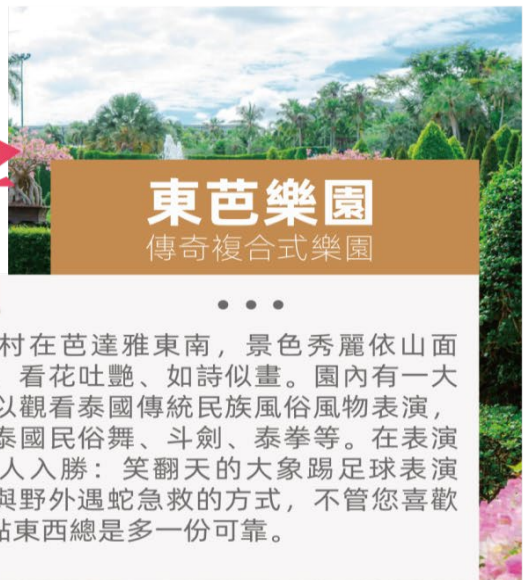 東芭樂園
傳奇複合式樂園
村在芭達雅東南，景色秀麗依山面
看花吐艷、如詩似畫。園內有一大
以觀看泰國傳統民族風俗風物表演，
泰國民俗舞、斗劍、泰拳等。在表演
人入勝：笑翻天的大象踢足球表演
與野外遇蛇急救的方式，不管您喜歡
點東西總是多一份可靠。